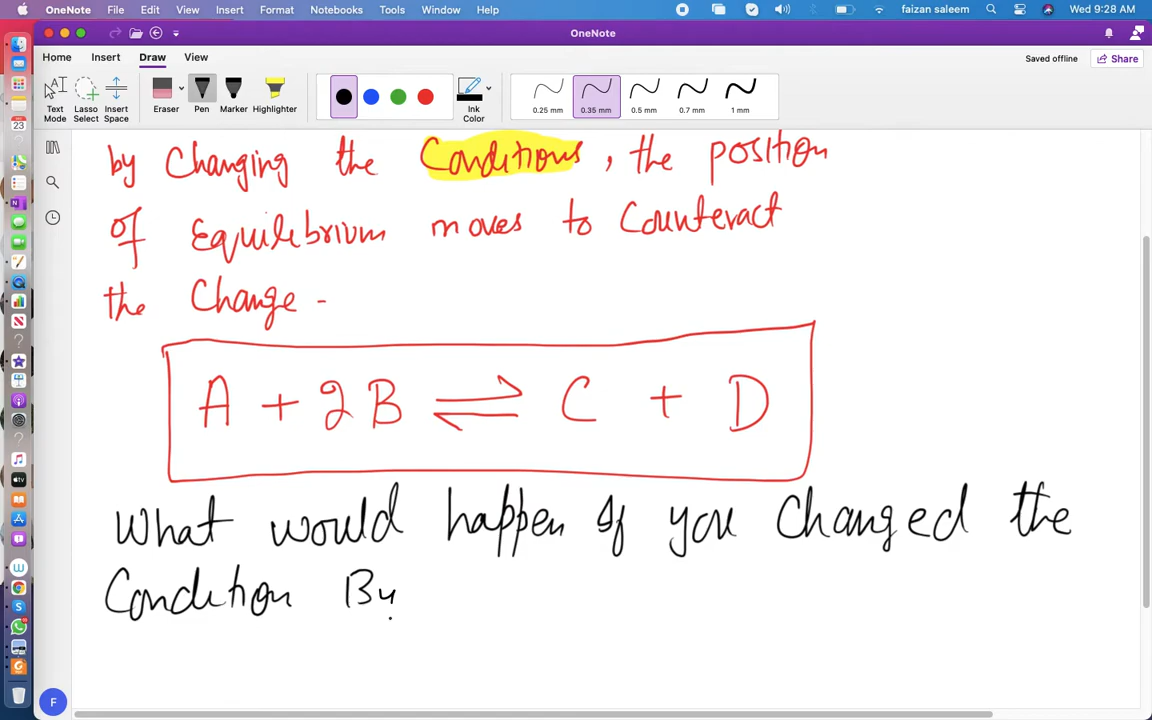 OneNote File Edit View Insert Format Notebooks Tools Window Help faizan saleem Wed 9:28 AM
OneNote
Home Insert Draw View Saved offline Share
Text Mode Lasso Select Insert Space Eraser Pen Marker Highlighter Ink Color 0.25 mm 0.35 mm 0.5 mm 0.7 mm 1 mm
by Changing the Conditions, the position
of Equilebrium moves to Counteract
the Change -
A + 2B ⇌ C + D
What would happen If you Changed the
Condetion By
F